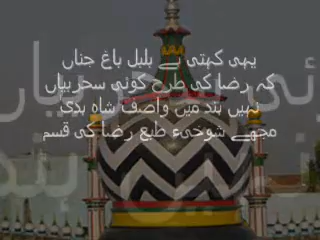 یہی کہتی ہے بلبل باغ جناں
کہ رضا کی طرح کوئی سحر بیاں
نہیں ہند میں واصف شاہ ہدیٰ
مجھے شوخیٔ طبع رضا کی قسم